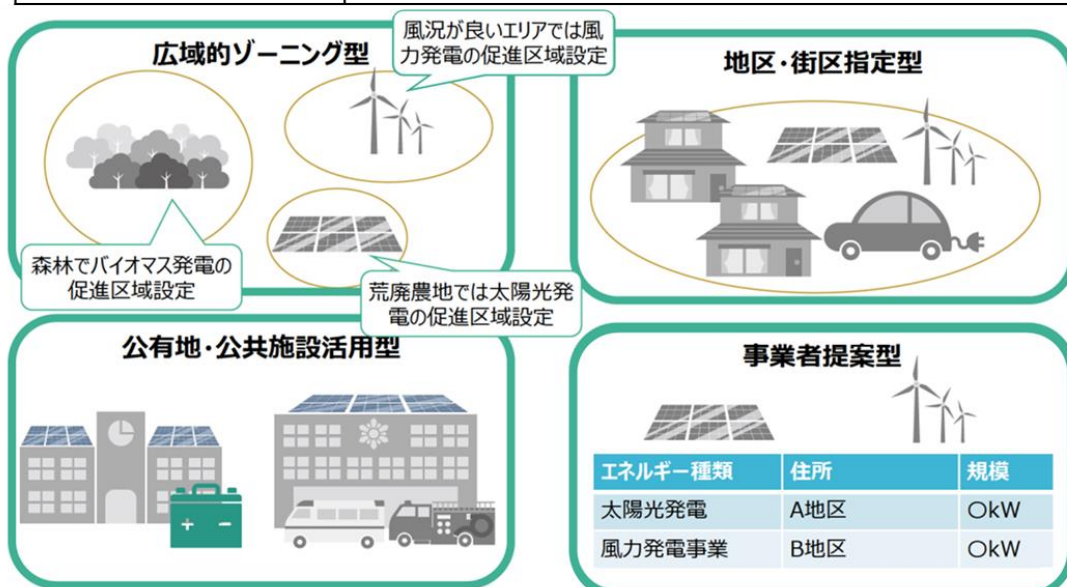 広域的ゾーニング型
風況が良いエリアでは風
力発電の促進区域設定
森林でバイオマス発電の
促進区域設定
荒廃農地では太陽光発
電の促進区域設定
地区・街区指定型
公有地・公共施設活用型
事業者提案型
エネルギー種類 住所 規模
太陽光発電 A地区 〇kW
風力発電事業 B地区 〇kW